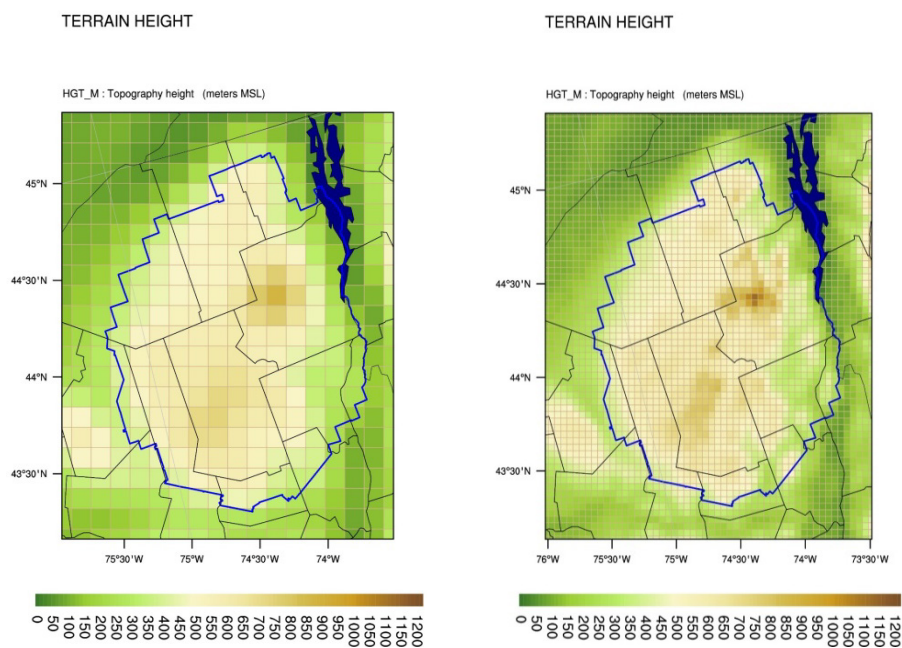 TERRAIN HEIGHT
HGT_M : Topography height (meters MSL)
45°N
44°30'N
44°N
43°30'N
75°30'W 75°W 74°30'W 74°W
0 50 100 150 200 250 300 350 400 450 500 550 600 650 700 750 800 850 900 950 1000 1050 1100 1150 1200
TERRAIN HEIGHT
HGT_M : Topography height (meters MSL)
45°N
44°30'N
44°N
43°30'N
76°W 75°30'W 75°W 74°30'W 74°W 73°30'W
0 50 100 150 200 250 300 350 400 450 500 550 600 650 700 750 800 850 900 950 1000 1050 1100 1150 1200